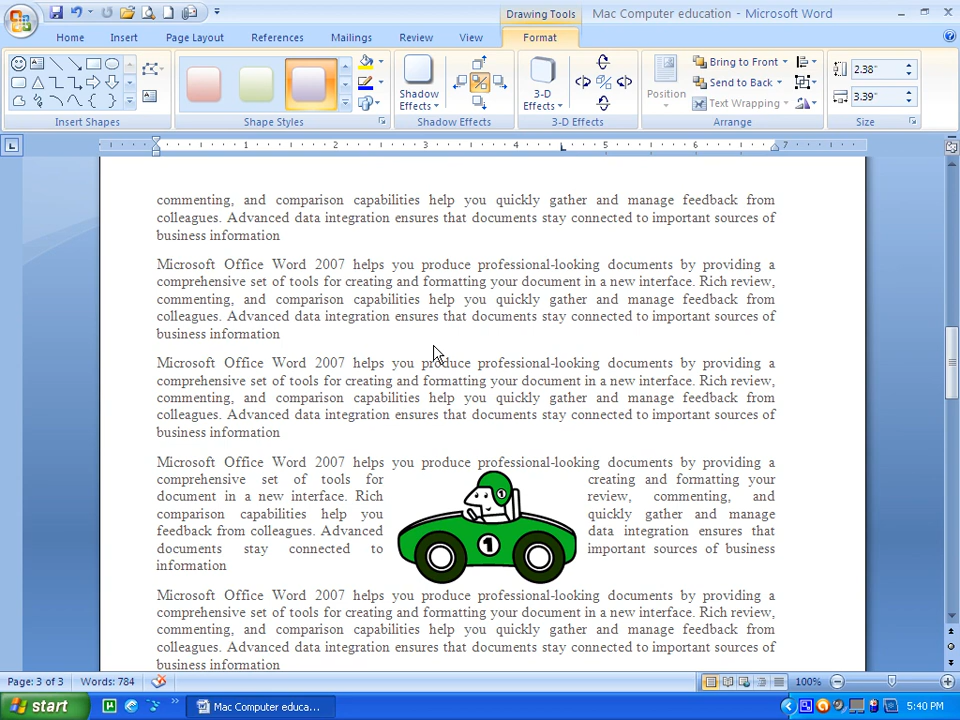 Mac Computer education - Microsoft Word
Drawing Tools
Home Insert Page Layout References Mailings Review View Format
Shadow Effects
3-D Effects
Position
Bring to Front
Send to Back
Text Wrapping
2.38"
3.39"
Insert Shapes Shape Styles Shadow Effects 3-D Effects Arrange Size
1 2 3 4 5 6 7
commenting, and comparison capabilities help you quickly gather and manage feedback from
colleagues. Advanced data integration ensures that documents stay connected to important sources of
business information
Microsoft Office Word 2007 helps you produce professional-looking documents by providing a
comprehensive set of tools for creating and formatting your document in a new interface. Rich review,
commenting, and comparison capabilities help you quickly gather and manage feedback from
colleagues. Advanced data integration ensures that documents stay connected to important sources of
business information
Microsoft Office Word 2007 helps you produce professional-looking documents by providing a
comprehensive set of tools for creating and formatting your document in a new interface. Rich review,
commenting, and comparison capabilities help you quickly gather and manage feedback from
colleagues. Advanced data integration ensures that documents stay connected to important sources of
business information
Microsoft Office Word 2007 helps you produce professional-looking documents by providing a
comprehensive set of tools for creating and formatting your
document in a new interface. Rich review, commenting, and
comparison capabilities help you quickly gather and manage
feedback from colleagues. Advanced data integration ensures that
documents stay connected to important sources of business
information
1
1
Microsoft Office Word 2007 helps you produce professional-looking documents by providing a
comprehensive set of tools for creating and formatting your document in a new interface. Rich review,
commenting, and comparison capabilities help you quickly gather and manage feedback from
colleagues. Advanced data integration ensures that documents stay connected to important sources of
business information
Page: 3 of 3 Words: 784 100%
start Mac Computer educa... 5:40 PM